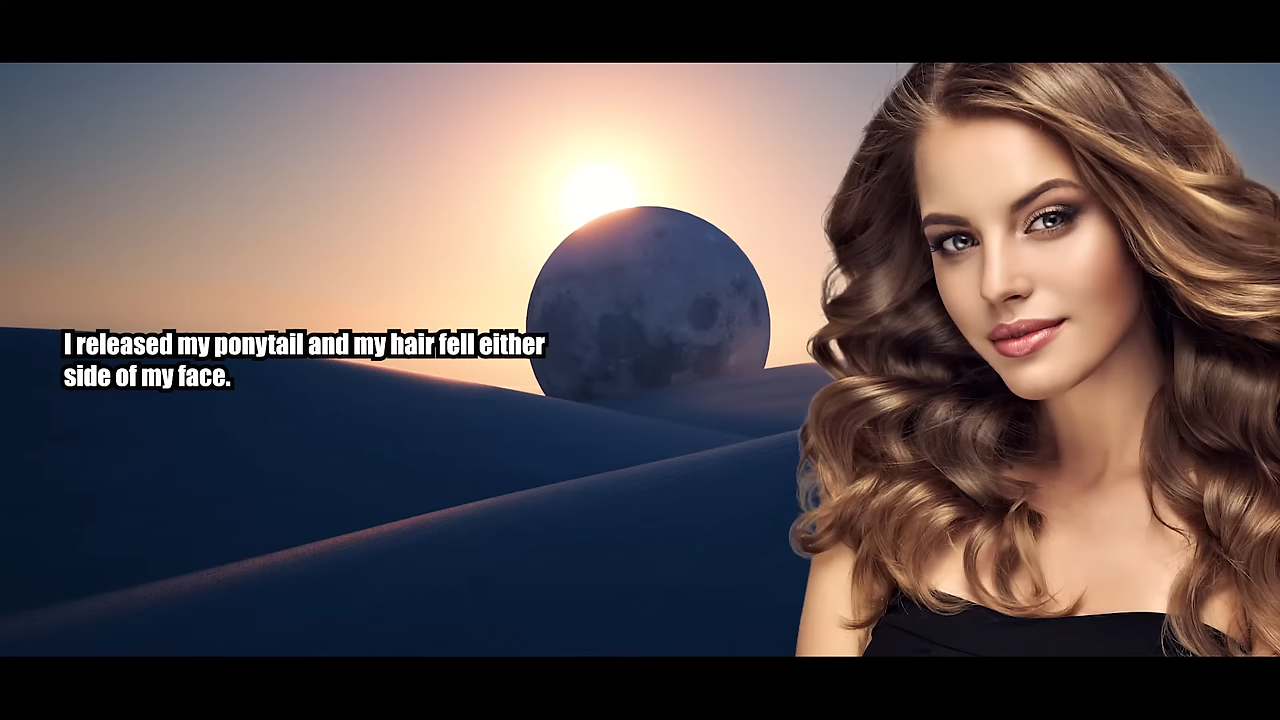 I released my ponytail and my hair fell either
side of my face.